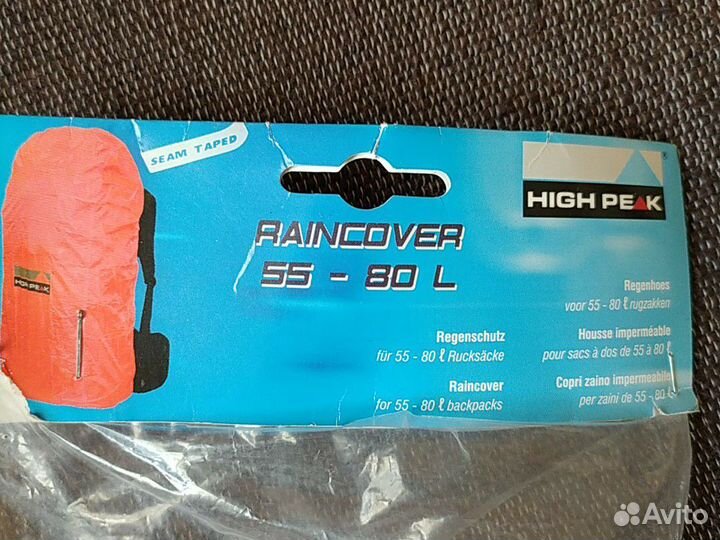 SEAM TAPED
HIGH PEAK
HIGH PEAK
®
RAINCOVER
55 - 80 L
Regenschutz
für 55 - 80 ℓ Rucksäcke
Raincover
for 55 - 80 ℓ backpacks
Regenhoes
voor 55 - 80 ℓ rugzakken
Housse imperméable
pour sacs à dos de 55 à 80 ℓ
Copri zaino impermeabile
per zaini de 55 - 80 ℓ
Avito